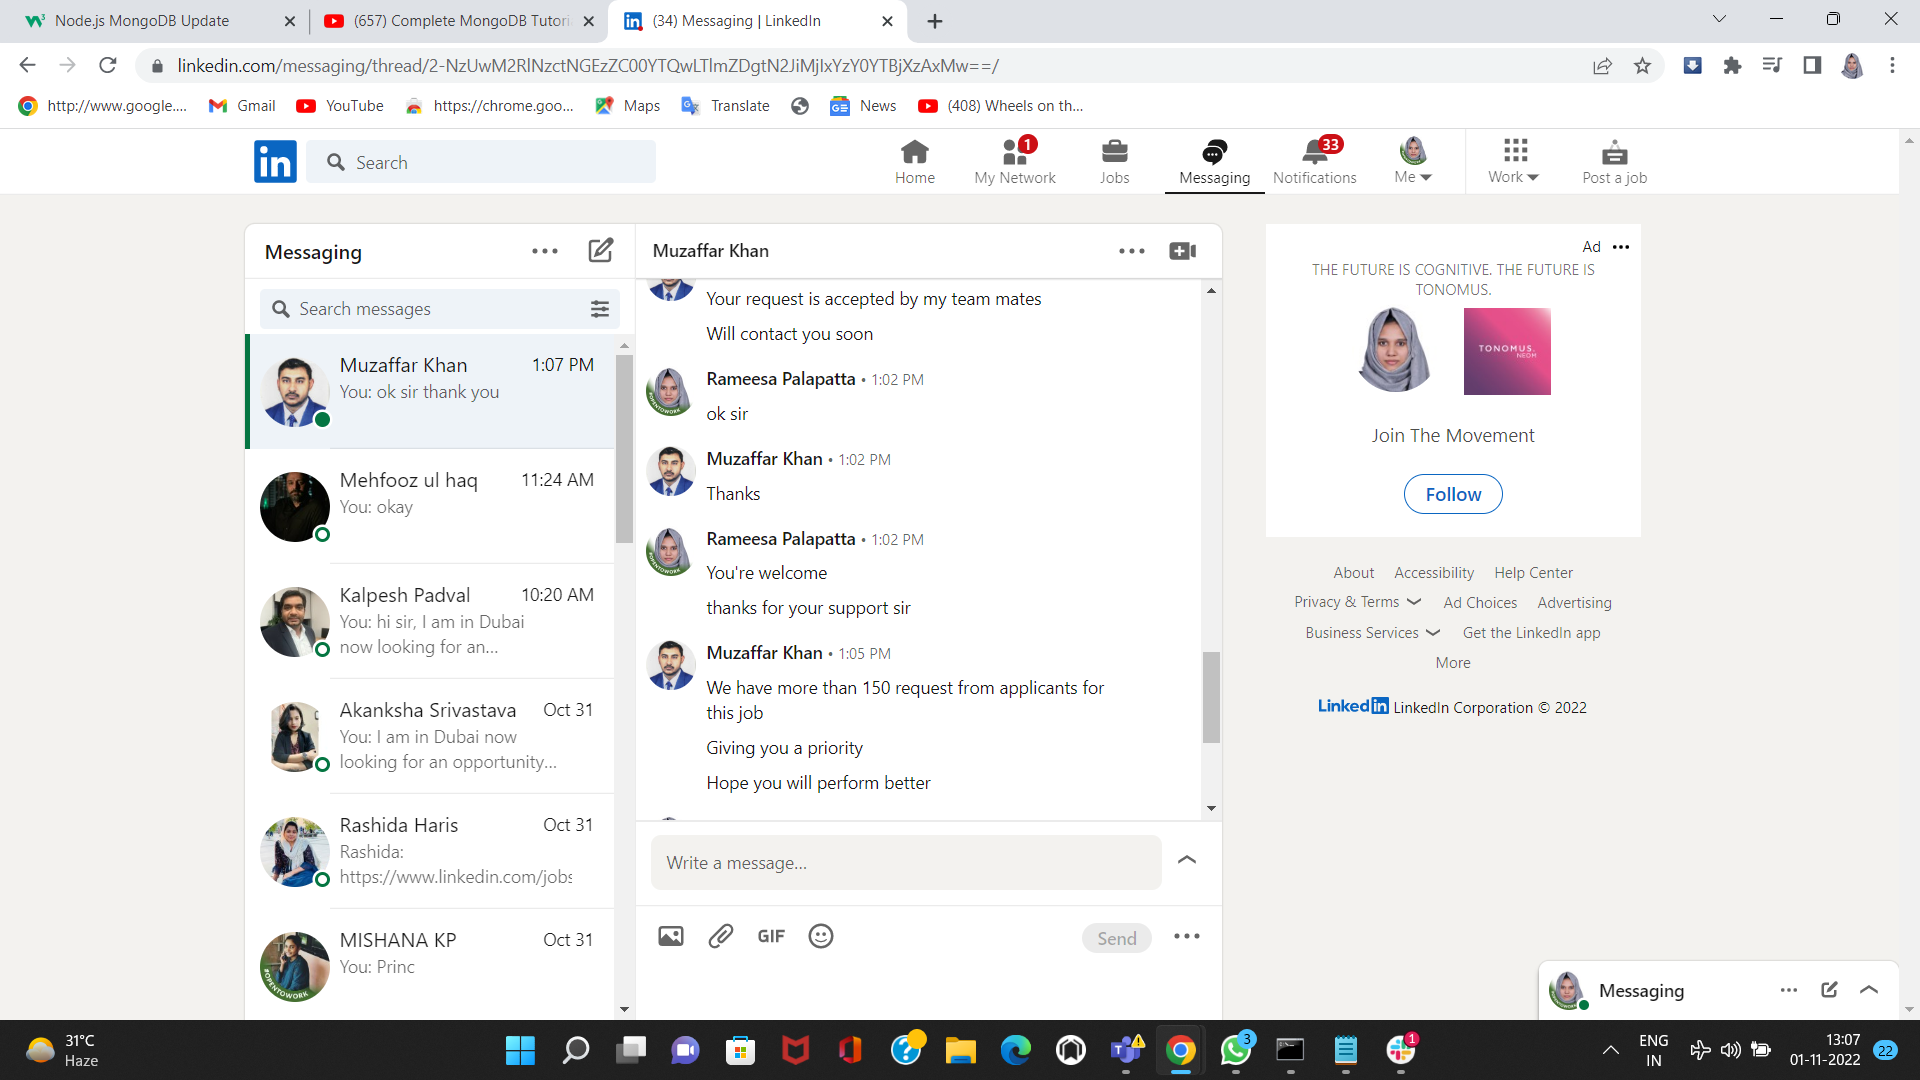 Node.js MongoDB Update
(657) Complete MongoDB Tutori
(34) Messaging | LinkedIn
http://www.google....
Gmail
YouTube
https://chrome.goo...
Maps
Translate
News
(408) Wheels on th...
in
Search
Home
1
My Network
Jobs
Messaging
33
Notifications
Me
Work
Post a job
Messaging
Search messages
Muzaffar Khan 1:07 PM
You: ok sir thank you
Mehfooz ul haq 11:24 AM
You: okay
Kalpesh Padval 10:20 AM
You: hi sir, I am in Dubai
now looking for an...
Akanksha Srivastava Oct 31
You: I am in Dubai now
looking for an opportunity...
Rashida Haris Oct 31
Rashida:
https://www.linkedin.com/jobs
MISHANA KP Oct 31
You: Princ
#OPENTOWORK
Muzaffar Khan
Your request is accepted by my team mates
Will contact you soon
Rameesa Palapatta • 1:02 PM
ok sir
Muzaffar Khan • 1:02 PM
Thanks
Rameesa Palapatta • 1:02 PM
You're welcome
thanks for your support sir
Muzaffar Khan • 1:05 PM
We have more than 150 request from applicants for
this job
Giving you a priority
Hope you will perform better
Write a message...
GIF
Send
Ad
THE FUTURE IS COGNITIVE. THE FUTURE IS
TONOMUS.
TONOMUS.
NEOM
Join The Movement
Follow
About Accessibility Help Center
Privacy & Terms Ad Choices Advertising
Business Services Get the LinkedIn app
More
Linked in LinkedIn Corporation © 2022
Messaging
31°C
Haze
3
1
ENG
IN
13:07
01-11-2022
22